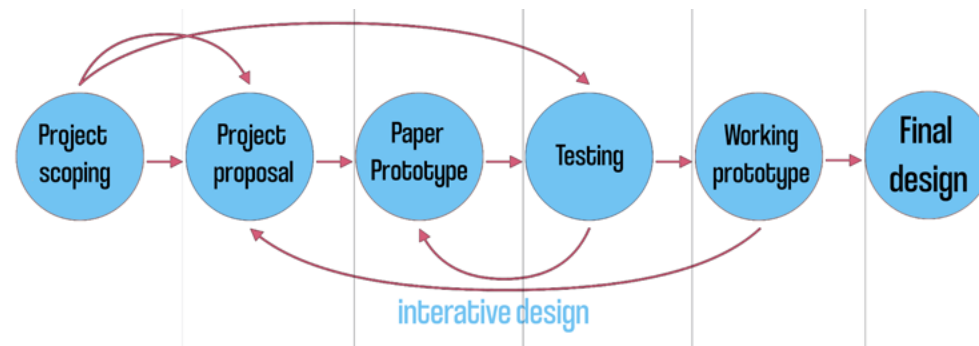 Project
scoping
Project
proposal
Paper
Prototype
Testing
Working
prototype
Final
design
interative design